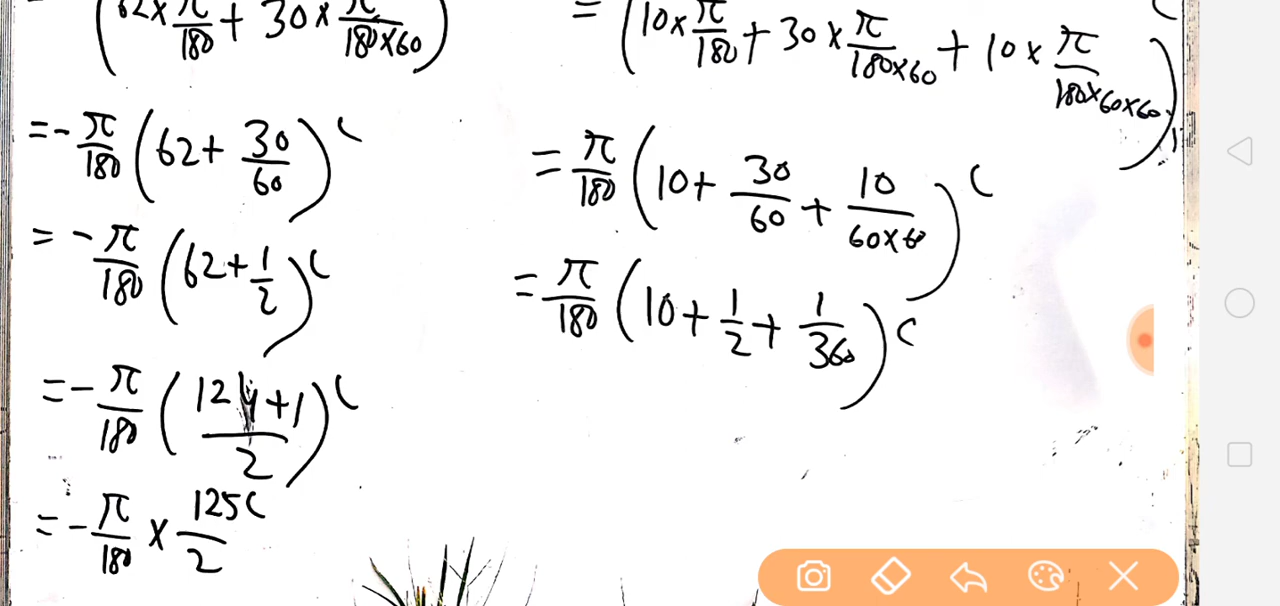 (62×π/180 + 30×π/180×60)
=-π/180 (62+ 30/60)ᶜ
= -π/180 (62+1/2)ᶜ
=-π/180 (124+1/2)ᶜ
=-π/180 × 125ᶜ/2
= (10×π/180 + 30×π/180×60 + 10×π/180×60×60)
= π/180 (10+ 30/60 + 10/60×60)ᶜ
= π/180 (10+1/2+1/360)ᶜ